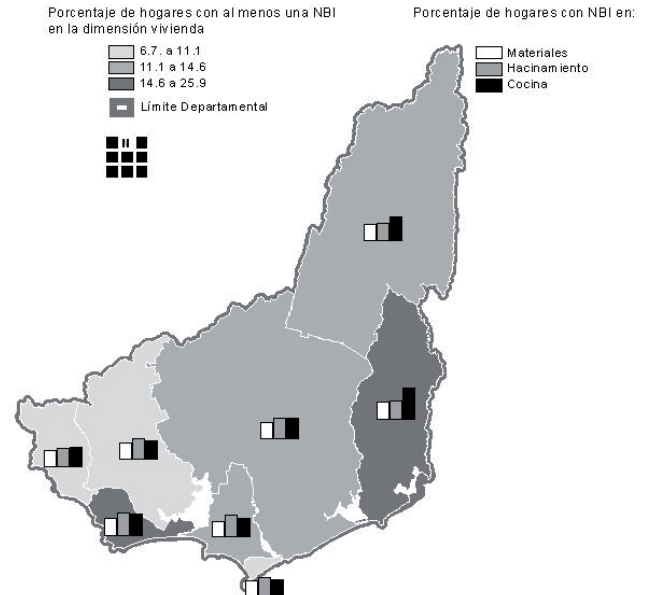 Porcentaje de hogares con al menos una NBI
en la dimensión vivienda
6.7. a 11.1
11.1 a 14.6
14.6 a 25.9
Límite Departamental
Porcentaje de hogares con NBI en:
Materiales
Hacinamiento
Cocina